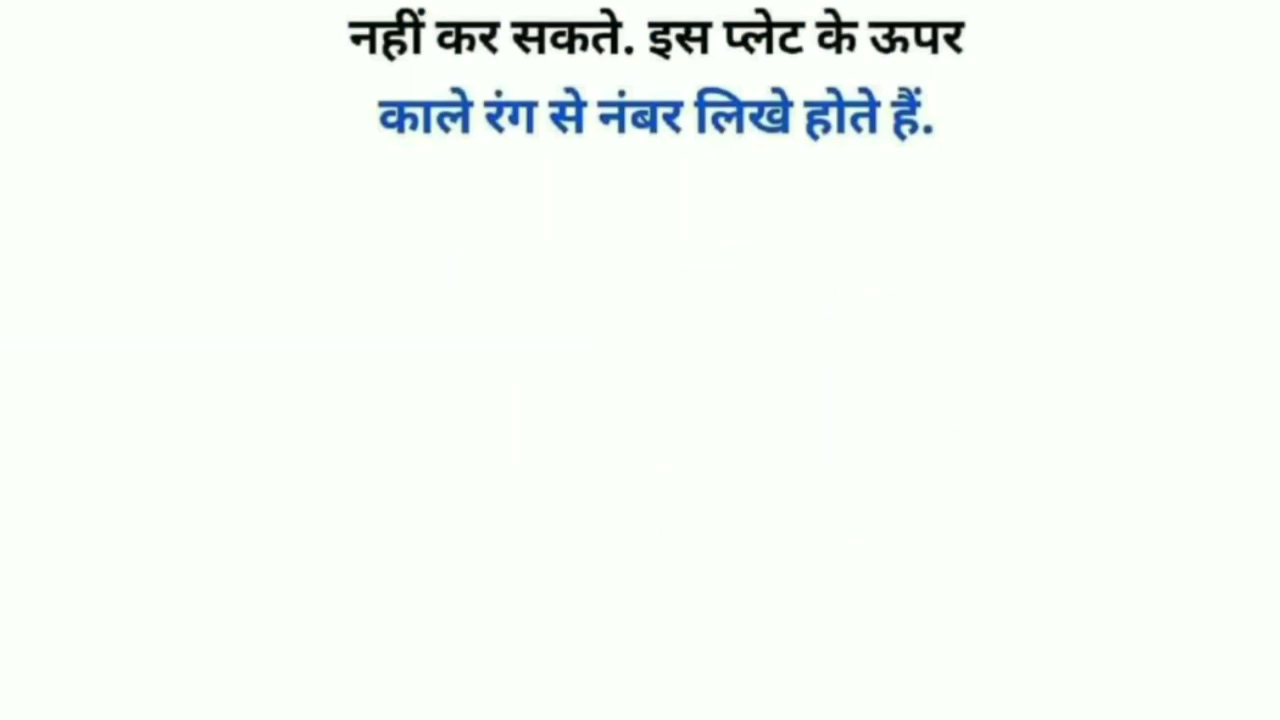 नहीं कर सकते. इस प्लेट के ऊपर
काले रंग से नंबर लिखे होते हैं.